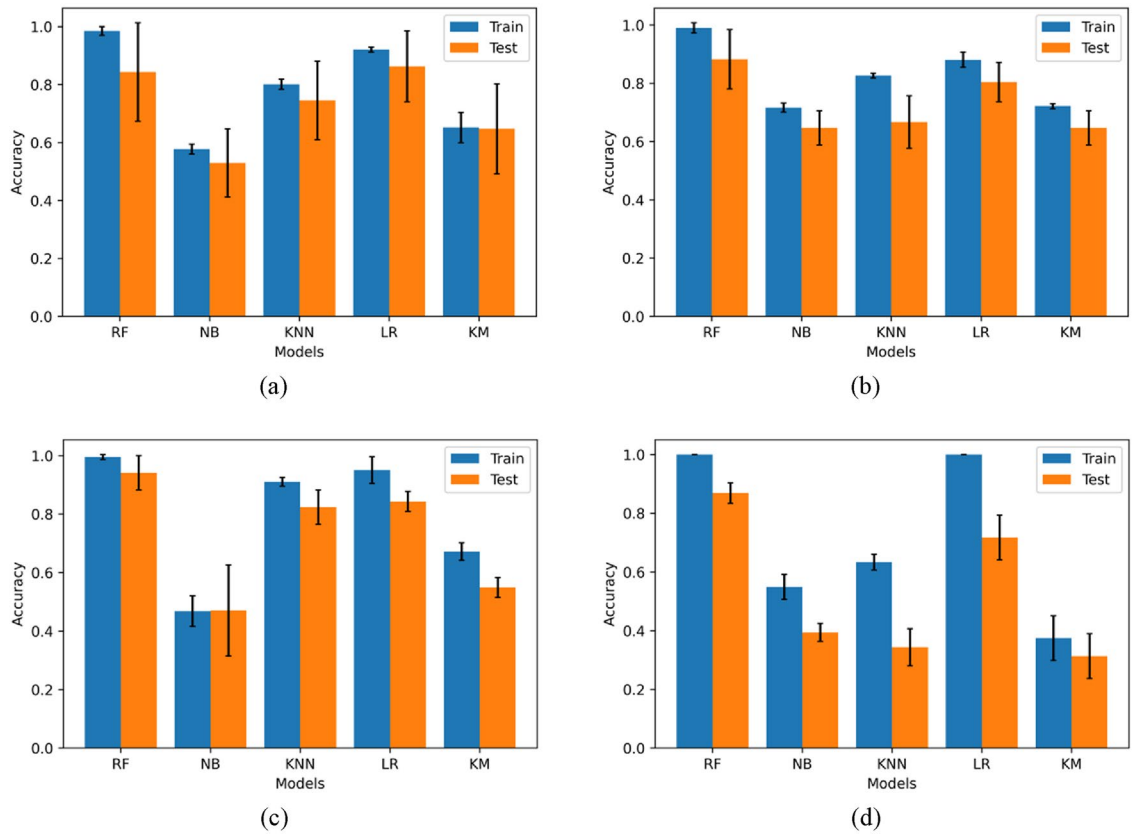 1.0
0.8
0.6
0.4
0.2
0.0
Accuracy
Train
Test
RF NB KNN LR KM
Models
(a)
1.0
0.8
0.6
0.4
0.2
0.0
Accuracy
Train
Test
RF NB KNN LR KM
Models
(b)
1.0
0.8
0.6
0.4
0.2
0.0
Accuracy
Train
Test
RF NB KNN LR KM
Models
(c)
1.0
0.8
0.6
0.4
0.2
0.0
Accuracy
Train
Test
RF NB KNN LR KM
Models
(d)